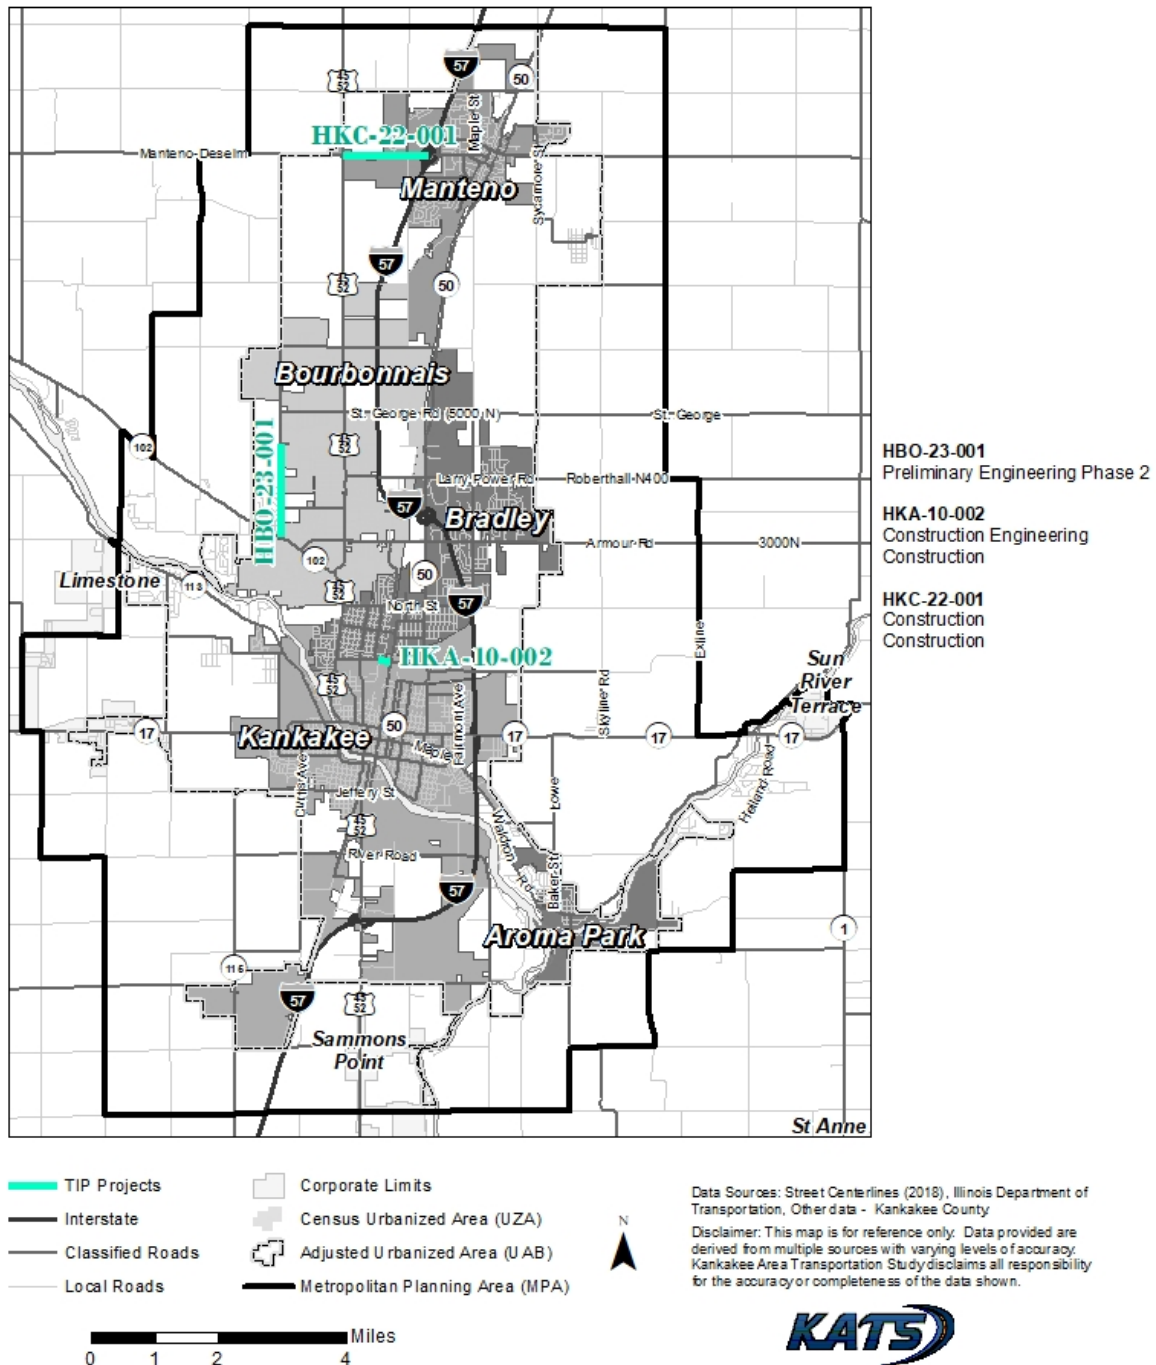 57
45
52
50
HKC-22-001
Maple St
Manteno-Deselm
Manteno
Sycamore St
57
45
52
50
Bourbonnais
St. George Rd (5000 N)
St. George
102
45
52
HBO-23-001
Larry Power Rd
Roberthall-N400
57
Bradley
Armour Rd
3000N
102
Limestone
113
50
45
52
57
North St
HKA-10-002
Exline
Sun
River
Terrace
45
52
Skyline Rd
Fairmont Ave
17
Kankakee
50
Maple
17
17
17
Curtis Ave
Jeffery St
Lowe
Helland Road
45
52
Waldron Rd
River Road
Baker St
57
Aroma Park
1
115
57
45
52
Sammons
Point
St Anne
HBO-23-001
Preliminary Engineering Phase 2
HKA-10-002
Construction Engineering
Construction
HKC-22-001
Construction
Construction
TIP Projects
Interstate
Classified Roads
Local Roads
Corporate Limits
Census Urbanized Area (UZA)
Adjusted Urbanized Area (UAB)
Metropolitan Planning Area (MPA)
N
Data Sources: Street Centerlines (2018), Illinois Department of
Transportation, Other data - Kankakee County
Disclaimer: This map is for reference only. Data provided are
derived from multiple sources with varying levels of accuracy.
Kankakee Area Transportation Study disclaims all responsibility
for the accuracy or completeness of the data shown.
Miles
0 1 2 4
KATS